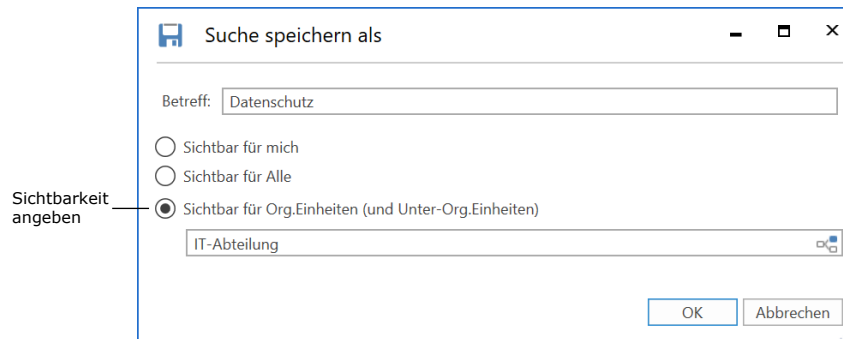 Suche speichern als
Betreff: Datenschutz
Sichtbar für mich
Sichtbar für Alle
Sichtbarkeit
angeben
Sichtbar für Org.Einheiten (und Unter-Org.Einheiten)
IT-Abteilung
OK Abbrechen